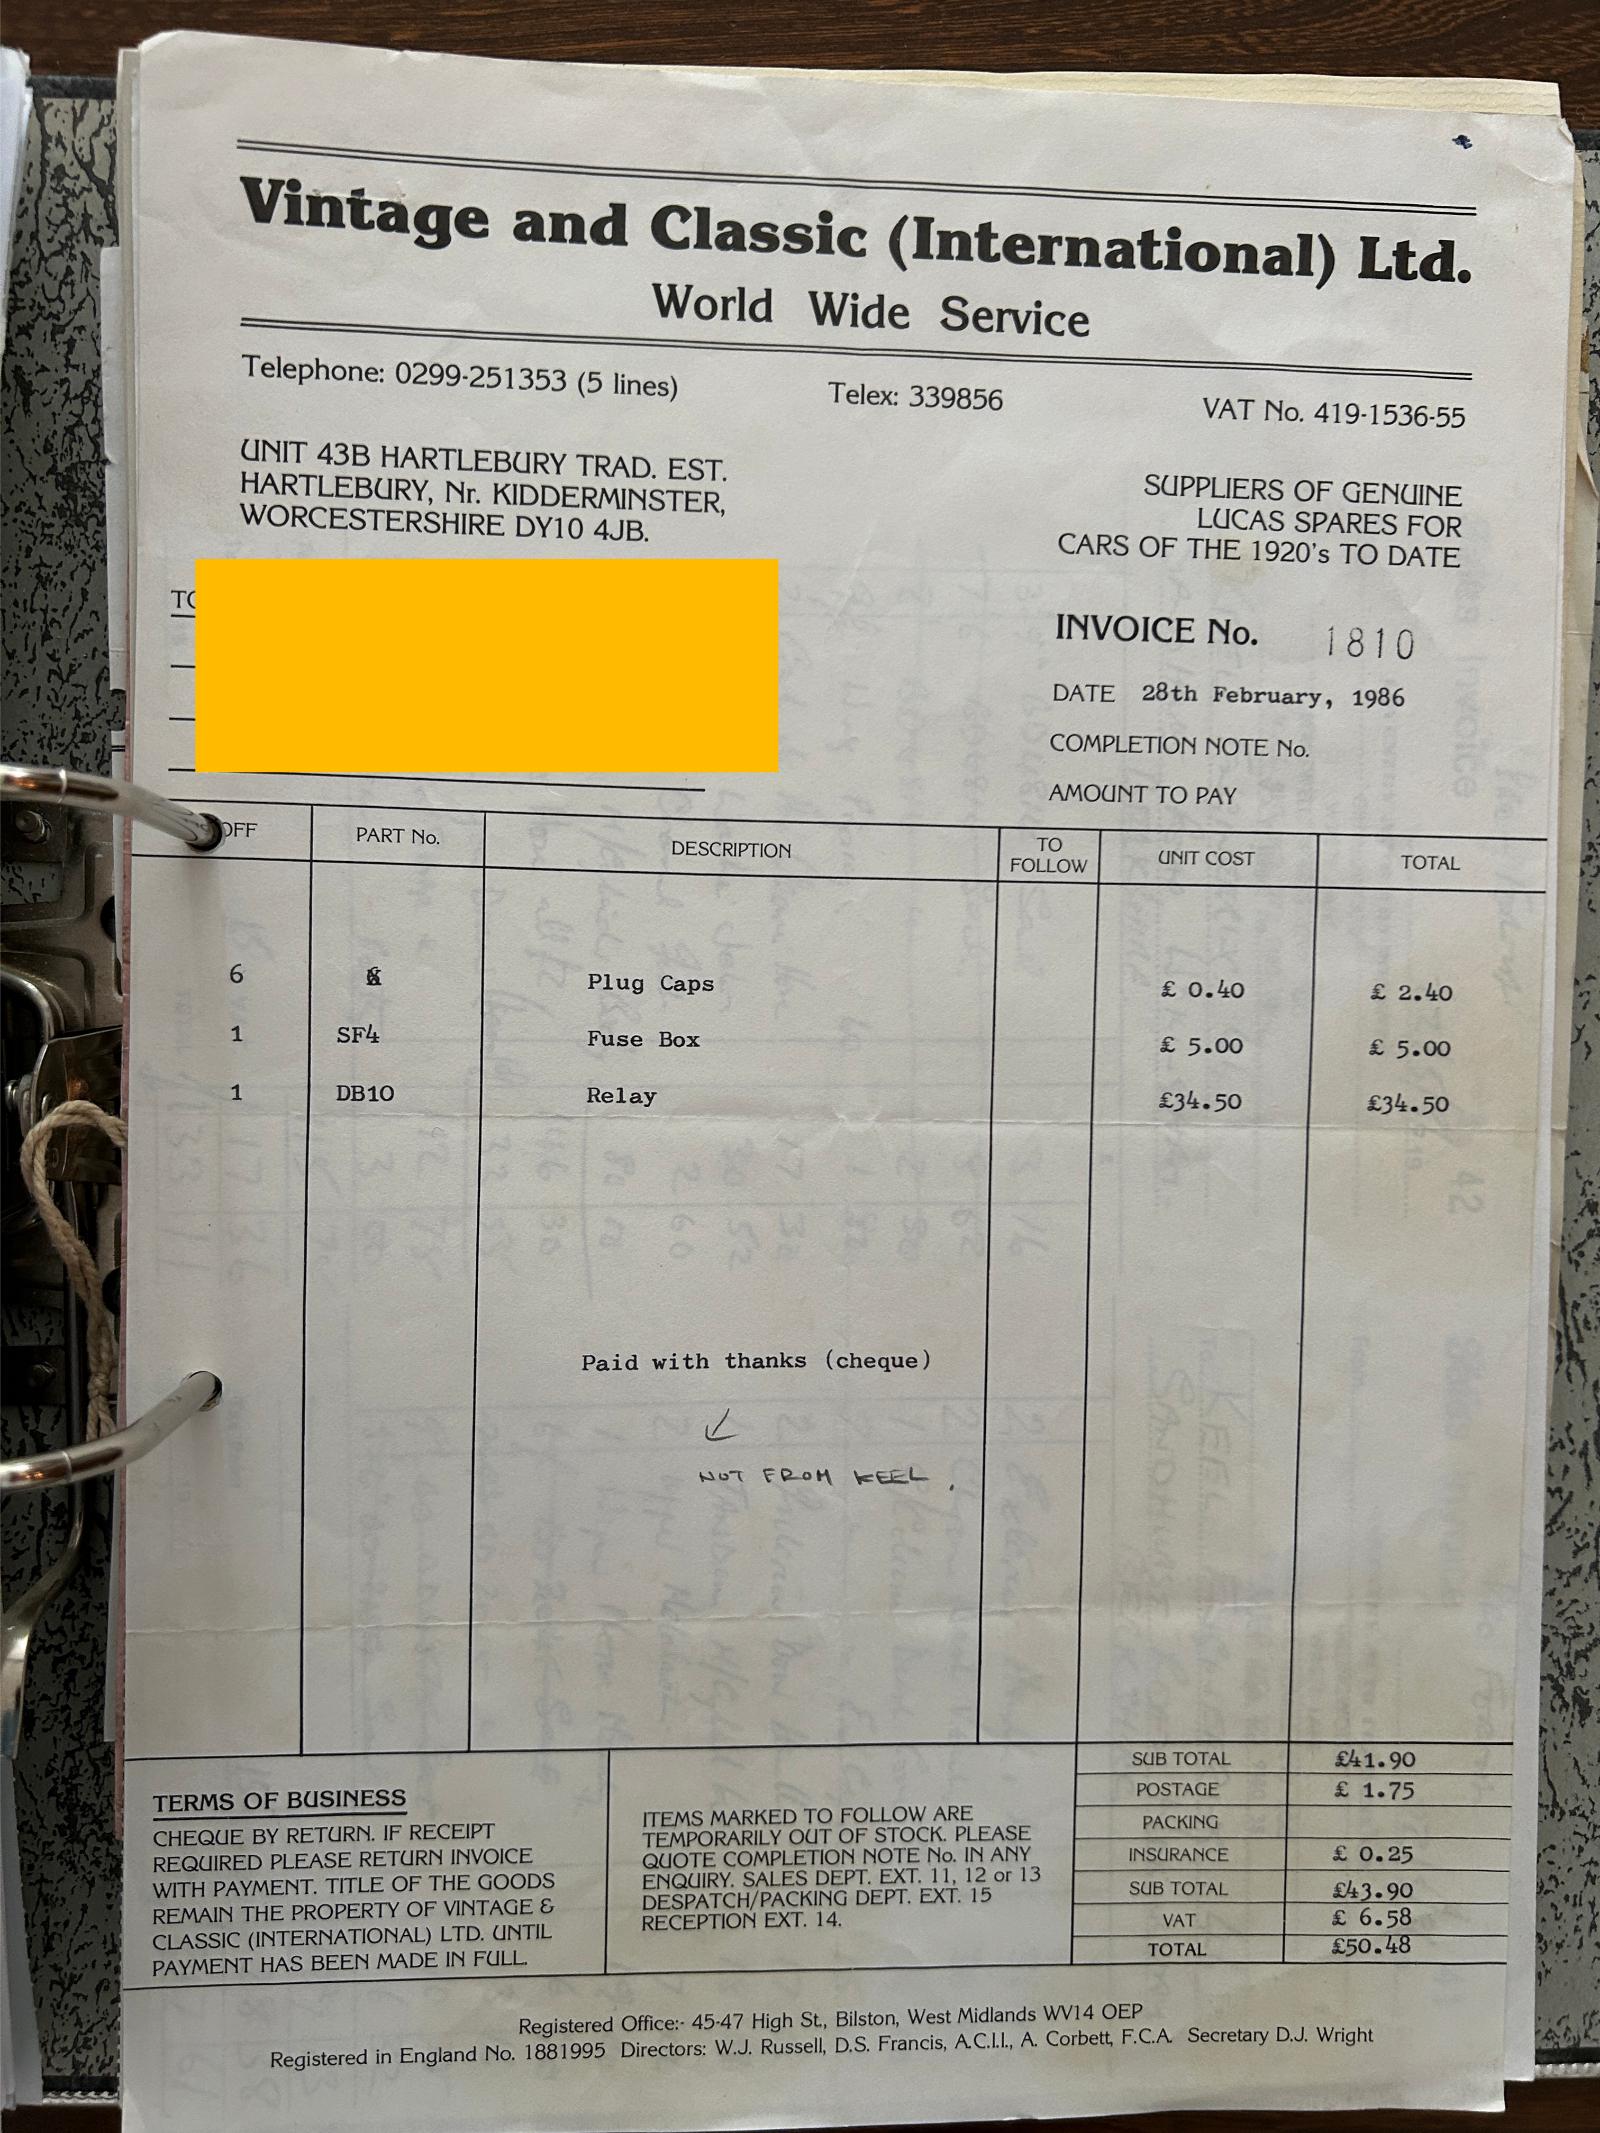 Vintage and Classic (International) Ltd.
World Wide Service
Telephone: 0299-251353 (5 lines) Telex: 339856 VAT No. 419-1536-55
UNIT 43B HARTLEBURY TRAD. EST.
HARTLEBURY, Nr. KIDDERMINSTER,
WORCESTERSHIRE DY10 4JB.
SUPPLIERS OF GENUINE
LUCAS SPARES FOR
CARS OF THE 1920's TO DATE
INVOICE No. 1810
DATE 28th February, 1986
COMPLETION NOTE No.
AMOUNT TO PAY
OFF PART No. DESCRIPTION TO FOLLOW UNIT COST TOTAL
6 Plug Caps £ 0.40 £ 2.40
1 SF4 Fuse Box £ 5.00 £ 5.00
1 DB10 Relay £34.50 £34.50
Paid with thanks (cheque)
NOT FROM KEEL.
SUB TOTAL £41.90
POSTAGE £ 1.75
PACKING
INSURANCE £ 0.25
SUB TOTAL £43.90
VAT £ 6.58
TOTAL £50.48
TERMS OF BUSINESS
CHEQUE BY RETURN. IF RECEIPT
REQUIRED PLEASE RETURN INVOICE
WITH PAYMENT. TITLE OF THE GOODS
REMAIN THE PROPERTY OF VINTAGE &
CLASSIC (INTERNATIONAL) LTD. UNTIL
PAYMENT HAS BEEN MADE IN FULL.
ITEMS MARKED TO FOLLOW ARE
TEMPORARILY OUT OF STOCK. PLEASE
QUOTE COMPLETION NOTE No. IN ANY
ENQUIRY. SALES DEPT. EXT. 11, 12 or 13
DESPATCH/PACKING DEPT. EXT. 15
RECEPTION EXT. 14.
Registered Office:- 45-47 High St., Bilston, West Midlands WV14 OEP
Registered in England No. 1881995 Directors: W.J. Russell, D.S. Francis, A.C.I.I., A. Corbett, F.C.A. Secretary D.J. Wright